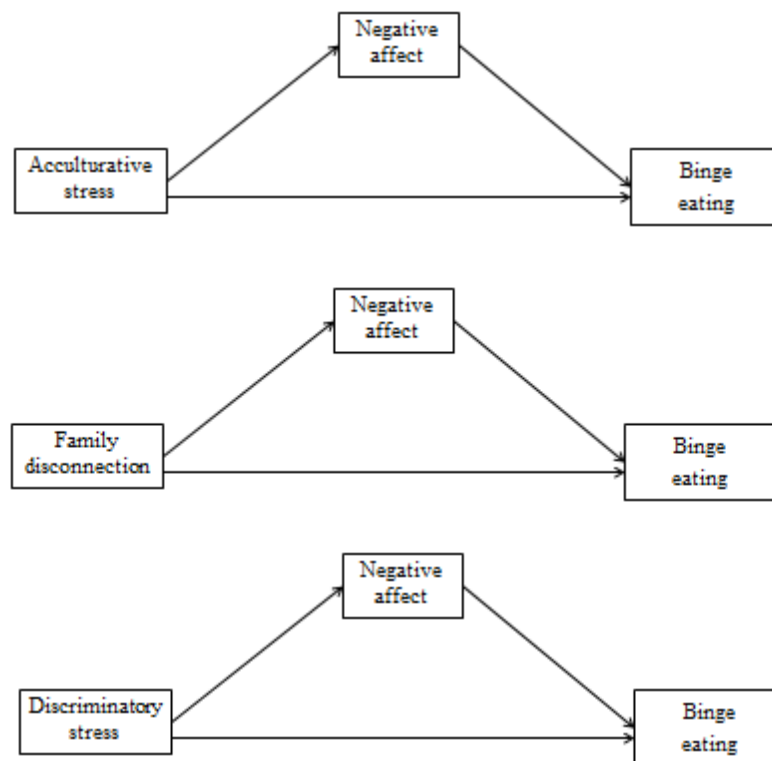 Negative
affect
Acculturative
stress
Binge
eating
Negative
affect
Family
disconnection
Binge
eating
Negative
affect
Discriminatory
stress
Binge
eating